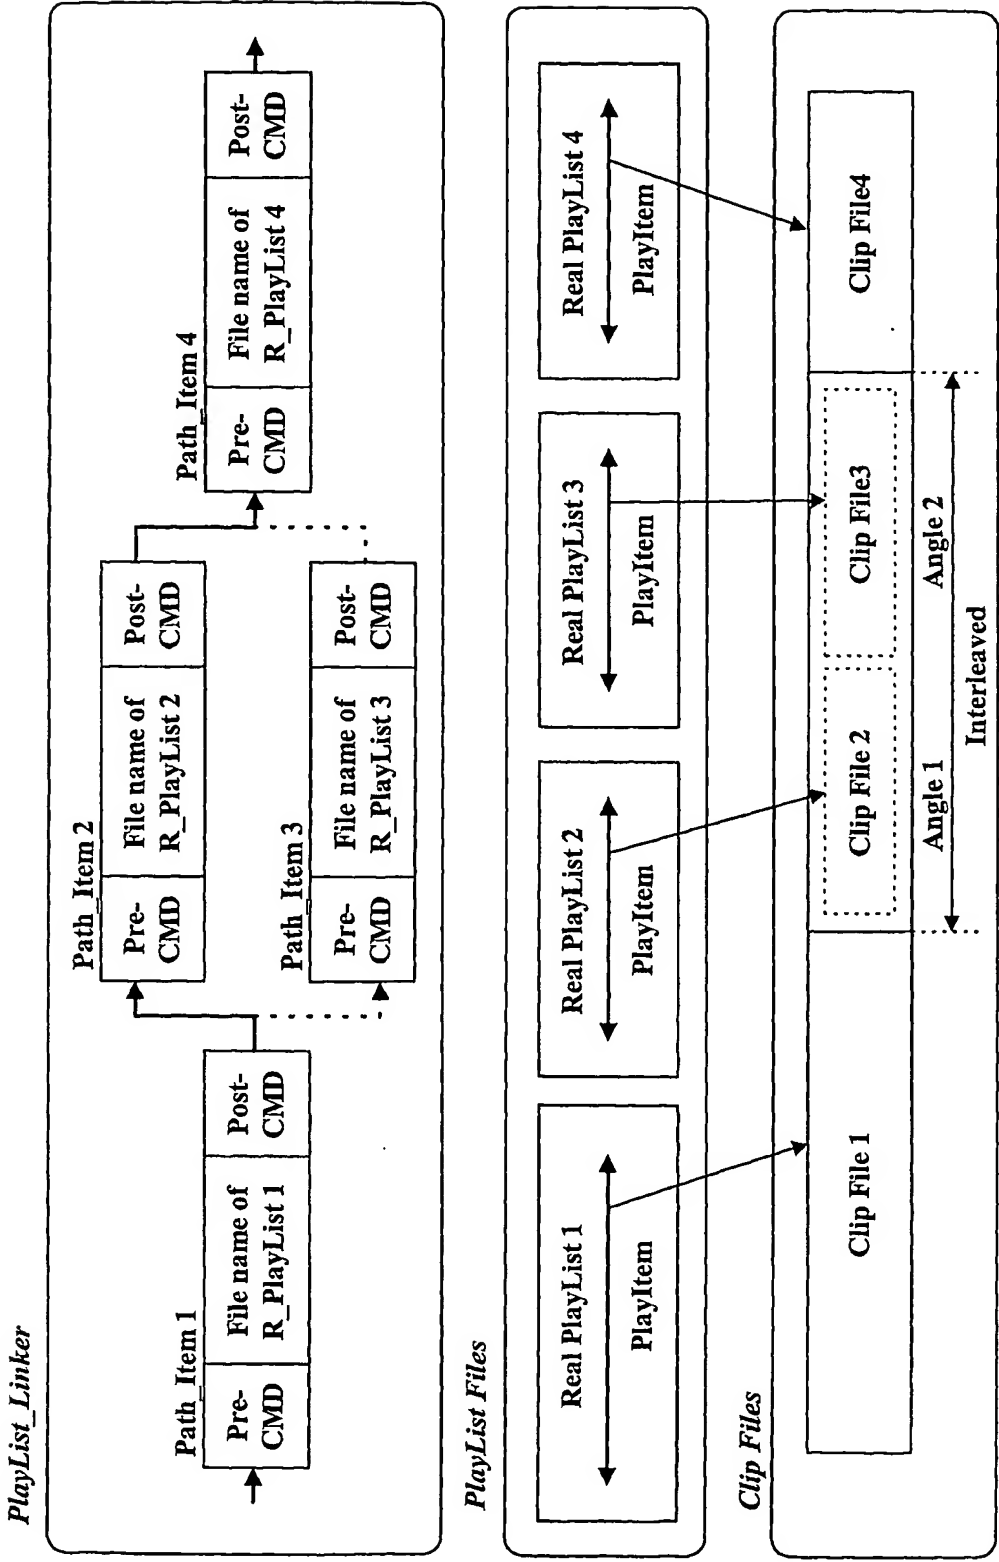 PlayList_Linker
Path_Item 1
Pre-
CMD
File name of
R_PlayList 1
Post-
CMD
Path_Item 2
Pre-
CMD
File name of
R_PlayList 2
Post-
CMD
Path_Item 3
Pre-
CMD
File name of
R_PlayList 3
Post-
CMD
Path_Item 4
Pre-
CMD
File name of
R_PlayList 4
Post-
CMD
PlayList Files
Real PlayList 1
PlayItem
Real PlayList 2
PlayItem
Real PlayList 3
PlayItem
Real PlayList 4
PlayItem
Clip Files
Clip File 1
Clip File 2
Clip File3
Clip File4
Angle 1
Angle 2
Interleaved